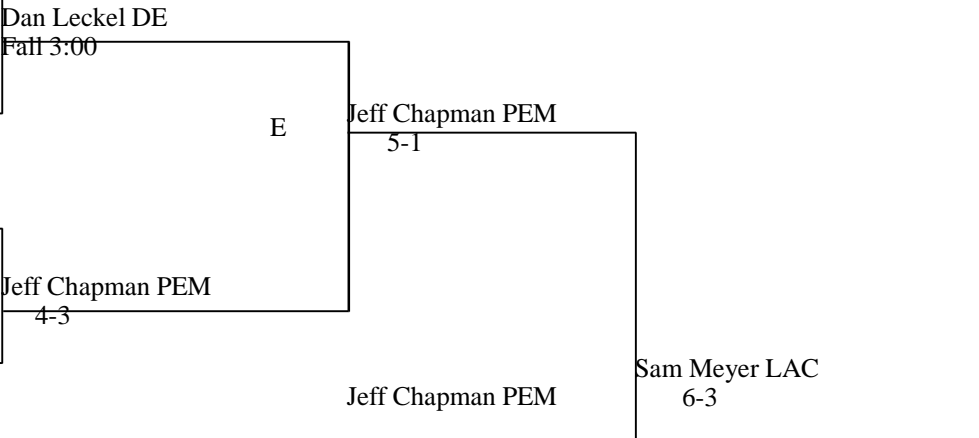 Dan Leckel DE
Fall 3:00
Jeff Chapman PEM
E
5-1
Jeff Chapman PEM
4-3
Sam Meyer LAC
Jeff Chapman PEM
6-3